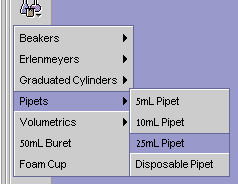 Beakers
Erlenmeyers
Graduated Cylinders
Pipets
Volumetrics
50mL Buret
Foam Cup
5mL Pipet
10mL Pipet
25mL Pipet
Disposable Pipet